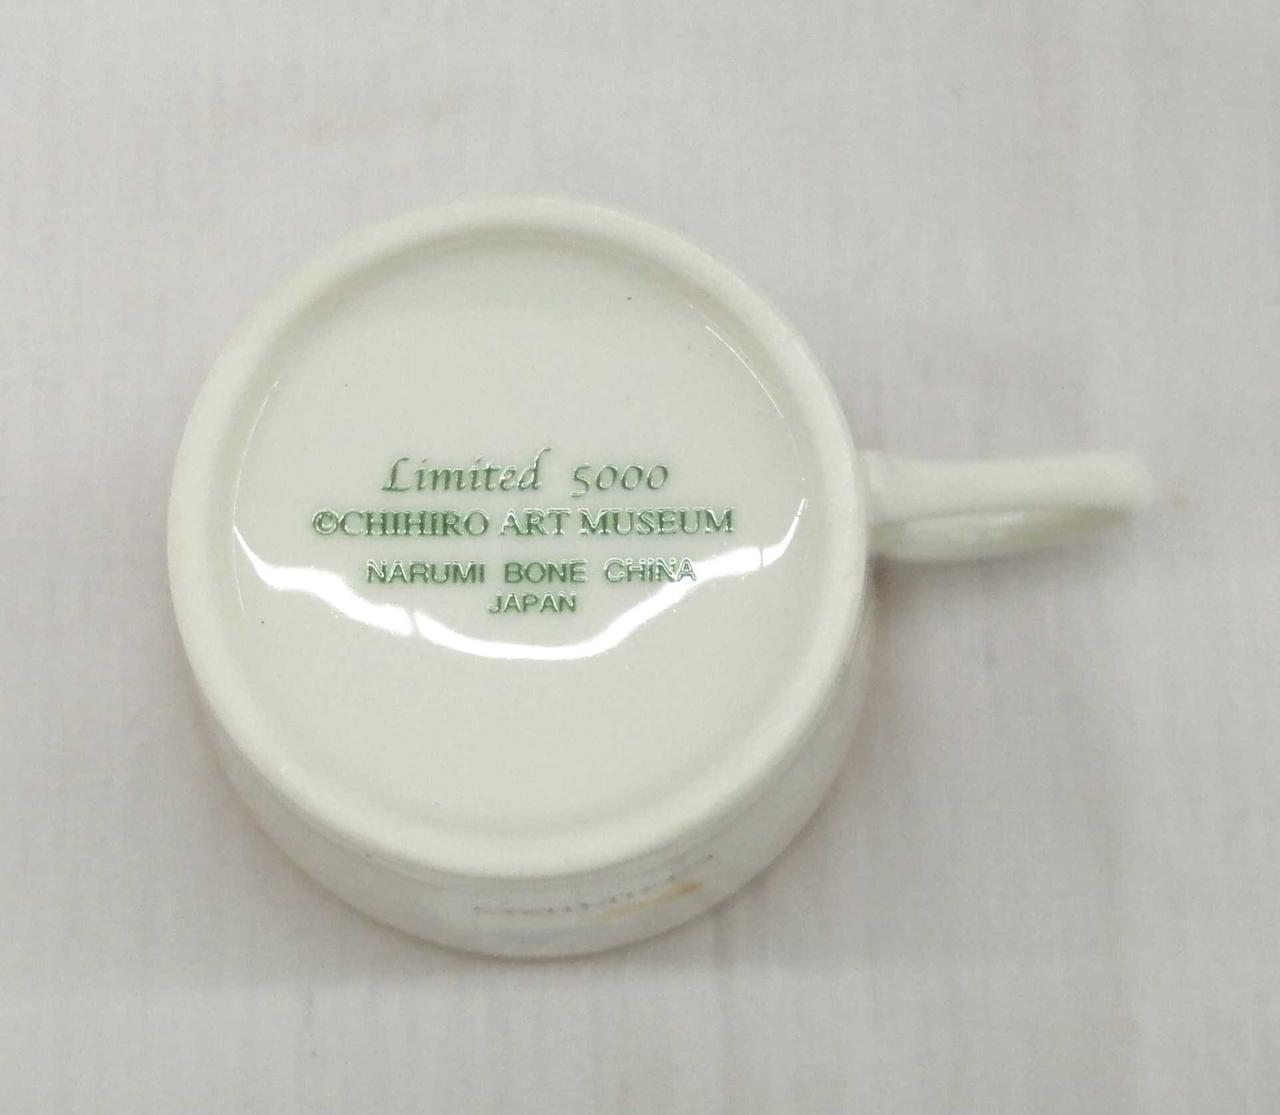 Limited 5000
©CHIHIRO ART MUSEUM
NARUMI BONE CHINA
JAPAN